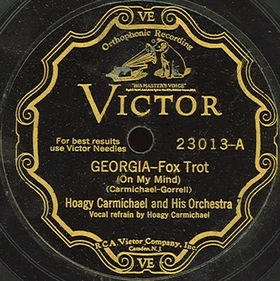 VE
Orthophonic Recording
"HIS MASTER'S VOICE"
VICTOR
For best results
use Victor Needles
23013-A
GEORGIA–Fox Trot
(On My Mind)
(Carmichael-Gorrell)
Hoagy Carmichael and His Orchestra
Vocal refrain by Hoagy Carmichael
RCA Victor Company, Inc.
Camden, N.J.
VE